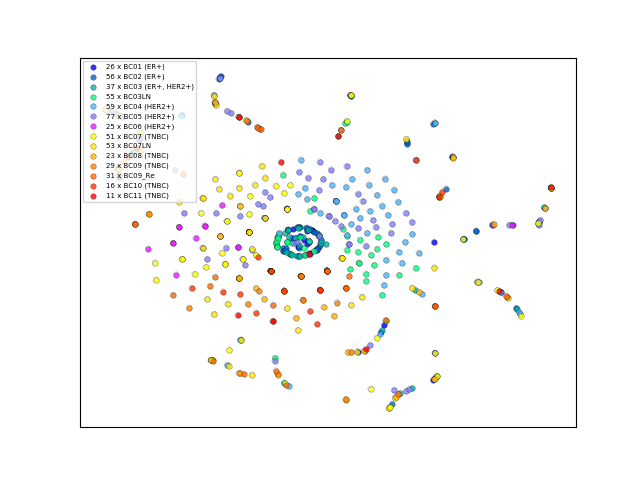 26 x BC01 (ER+)
56 x BC02 (ER+)
37 x BC03 (ER+, HER2+)
55 x BC03LN
59 x BC04 (HER2+)
77 x BC05 (HER2+)
25 x BC06 (HER2+)
51 x BC07 (TNBC)
53 x BC07LN
23 x BC08 (TNBC)
29 x BC09 (TNBC)
31 x BC09_Re
16 x BC10 (TNBC)
11 x BC11 (TNBC)